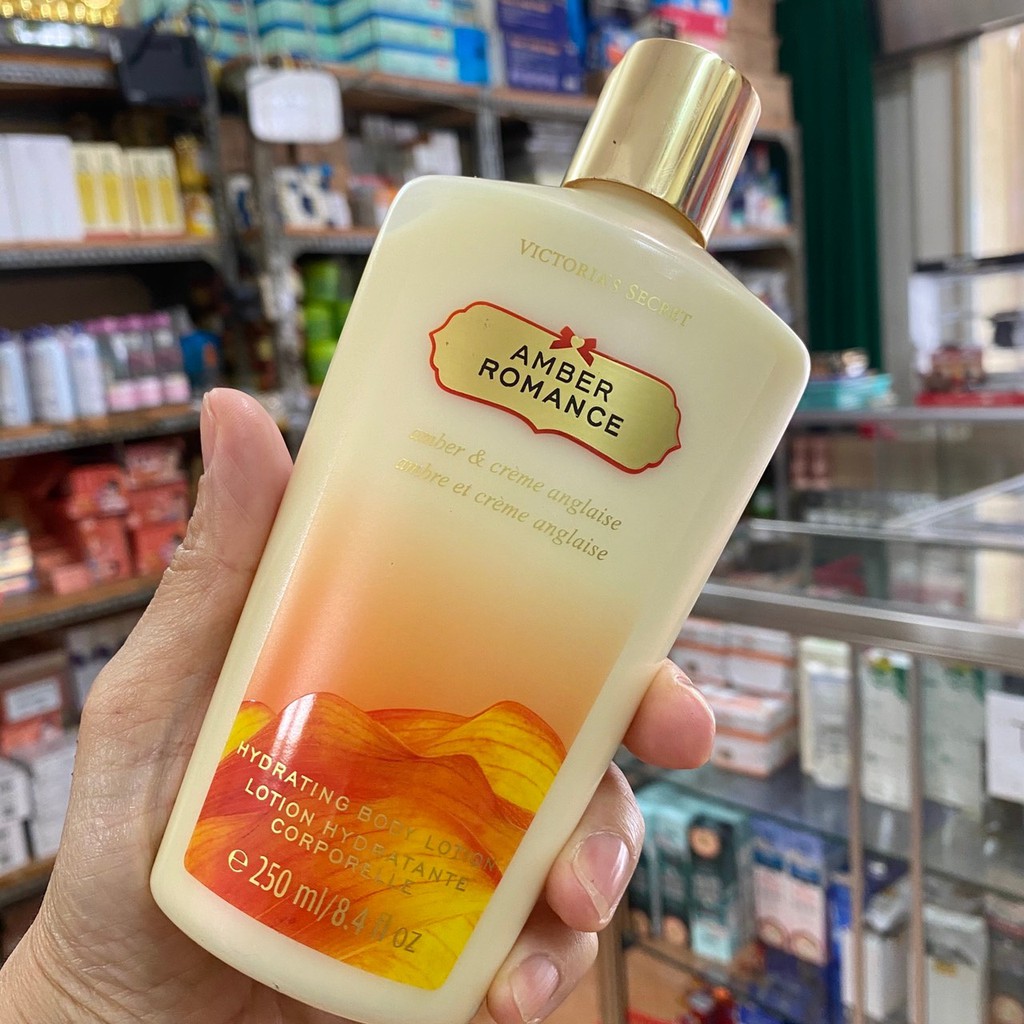 VICTORIA'S SECRET
AMBER
ROMANCE
amber & crème anglaise
ambre et crème anglaise
HYDRATING BODY LOTION
LOTION HYDRATANTE
CORPORELLE
℮ 250 ml/8.4 fl oz